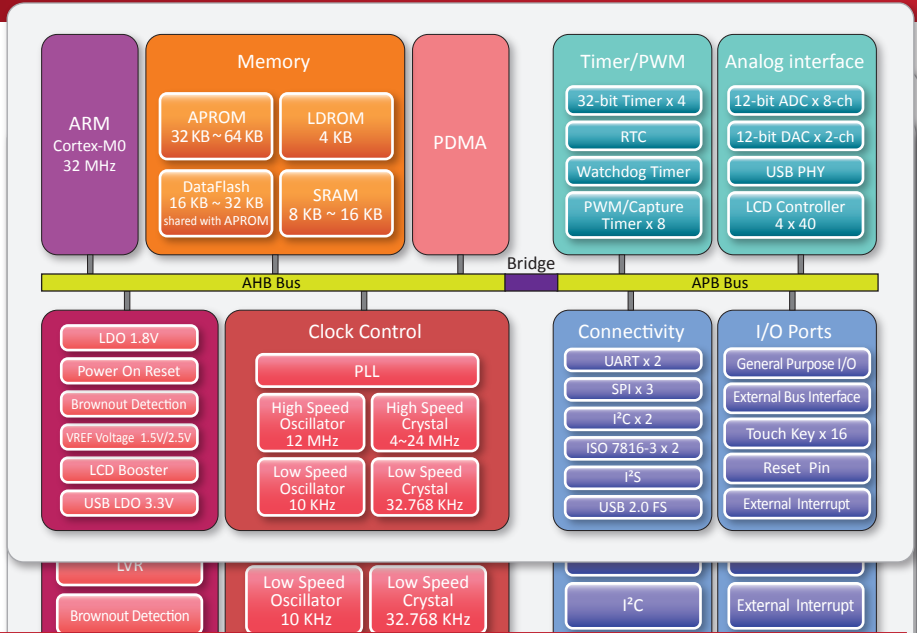 ARM
Cortex-M0
32 MHz
Memory
APROM
32 KB ~ 64 KB
LDROM
4 KB
DataFlash
16 KB ~ 32 KB
shared with APROM
SRAM
8 KB ~ 16 KB
PDMA
Timer/PWM
32-bit Timer x 4
RTC
Watchdog Timer
PWM/Capture
Timer x 8
Analog interface
12-bit ADC x 8-ch
12-bit DAC x 2-ch
USB PHY
LCD Controller
4 x 40
AHB Bus
Bridge
APB Bus
LDO 1.8V
Power On Reset
Brownout Detection
VREF Voltage 1.5V/2.5V
LCD Booster
USB LDO 3.3V
Clock Control
PLL
High Speed
Oscillator
12 MHz
High Speed
Crystal
4~24 MHz
Low Speed
Oscillator
10 KHz
Low Speed
Crystal
32.768 KHz
Connectivity
UART x 2
SPI x 3
I²C x 2
ISO 7816-3 x 2
I²S
USB 2.0 FS
I/O Ports
General Purpose I/O
External Bus Interface
Touch Key x 16
Reset Pin
External Interrupt
LVR
Brownout Detection
Low Speed
Oscillator
10 KHz
Low Speed
Crystal
32.768 KHz
I²C
External Interrupt